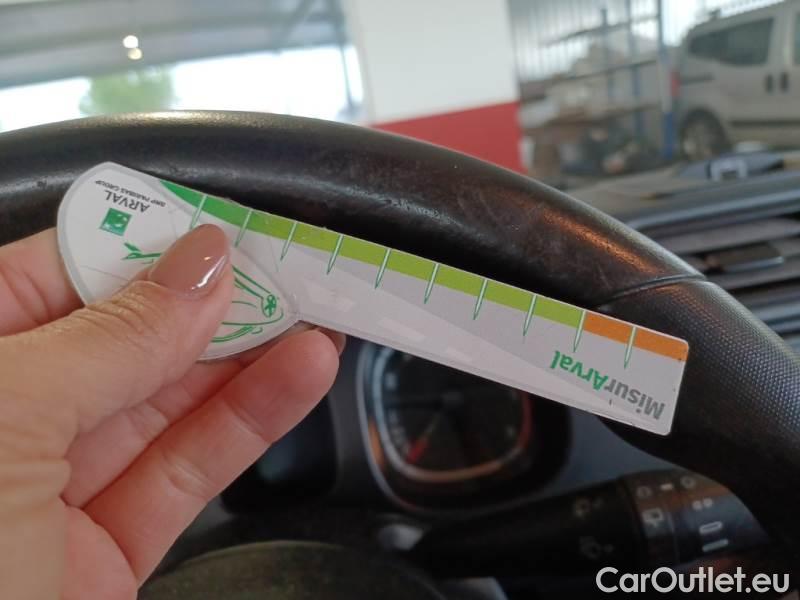 ARVAL
BNP PARIBAS GROUP
MisurArval
CarOutlet.eu